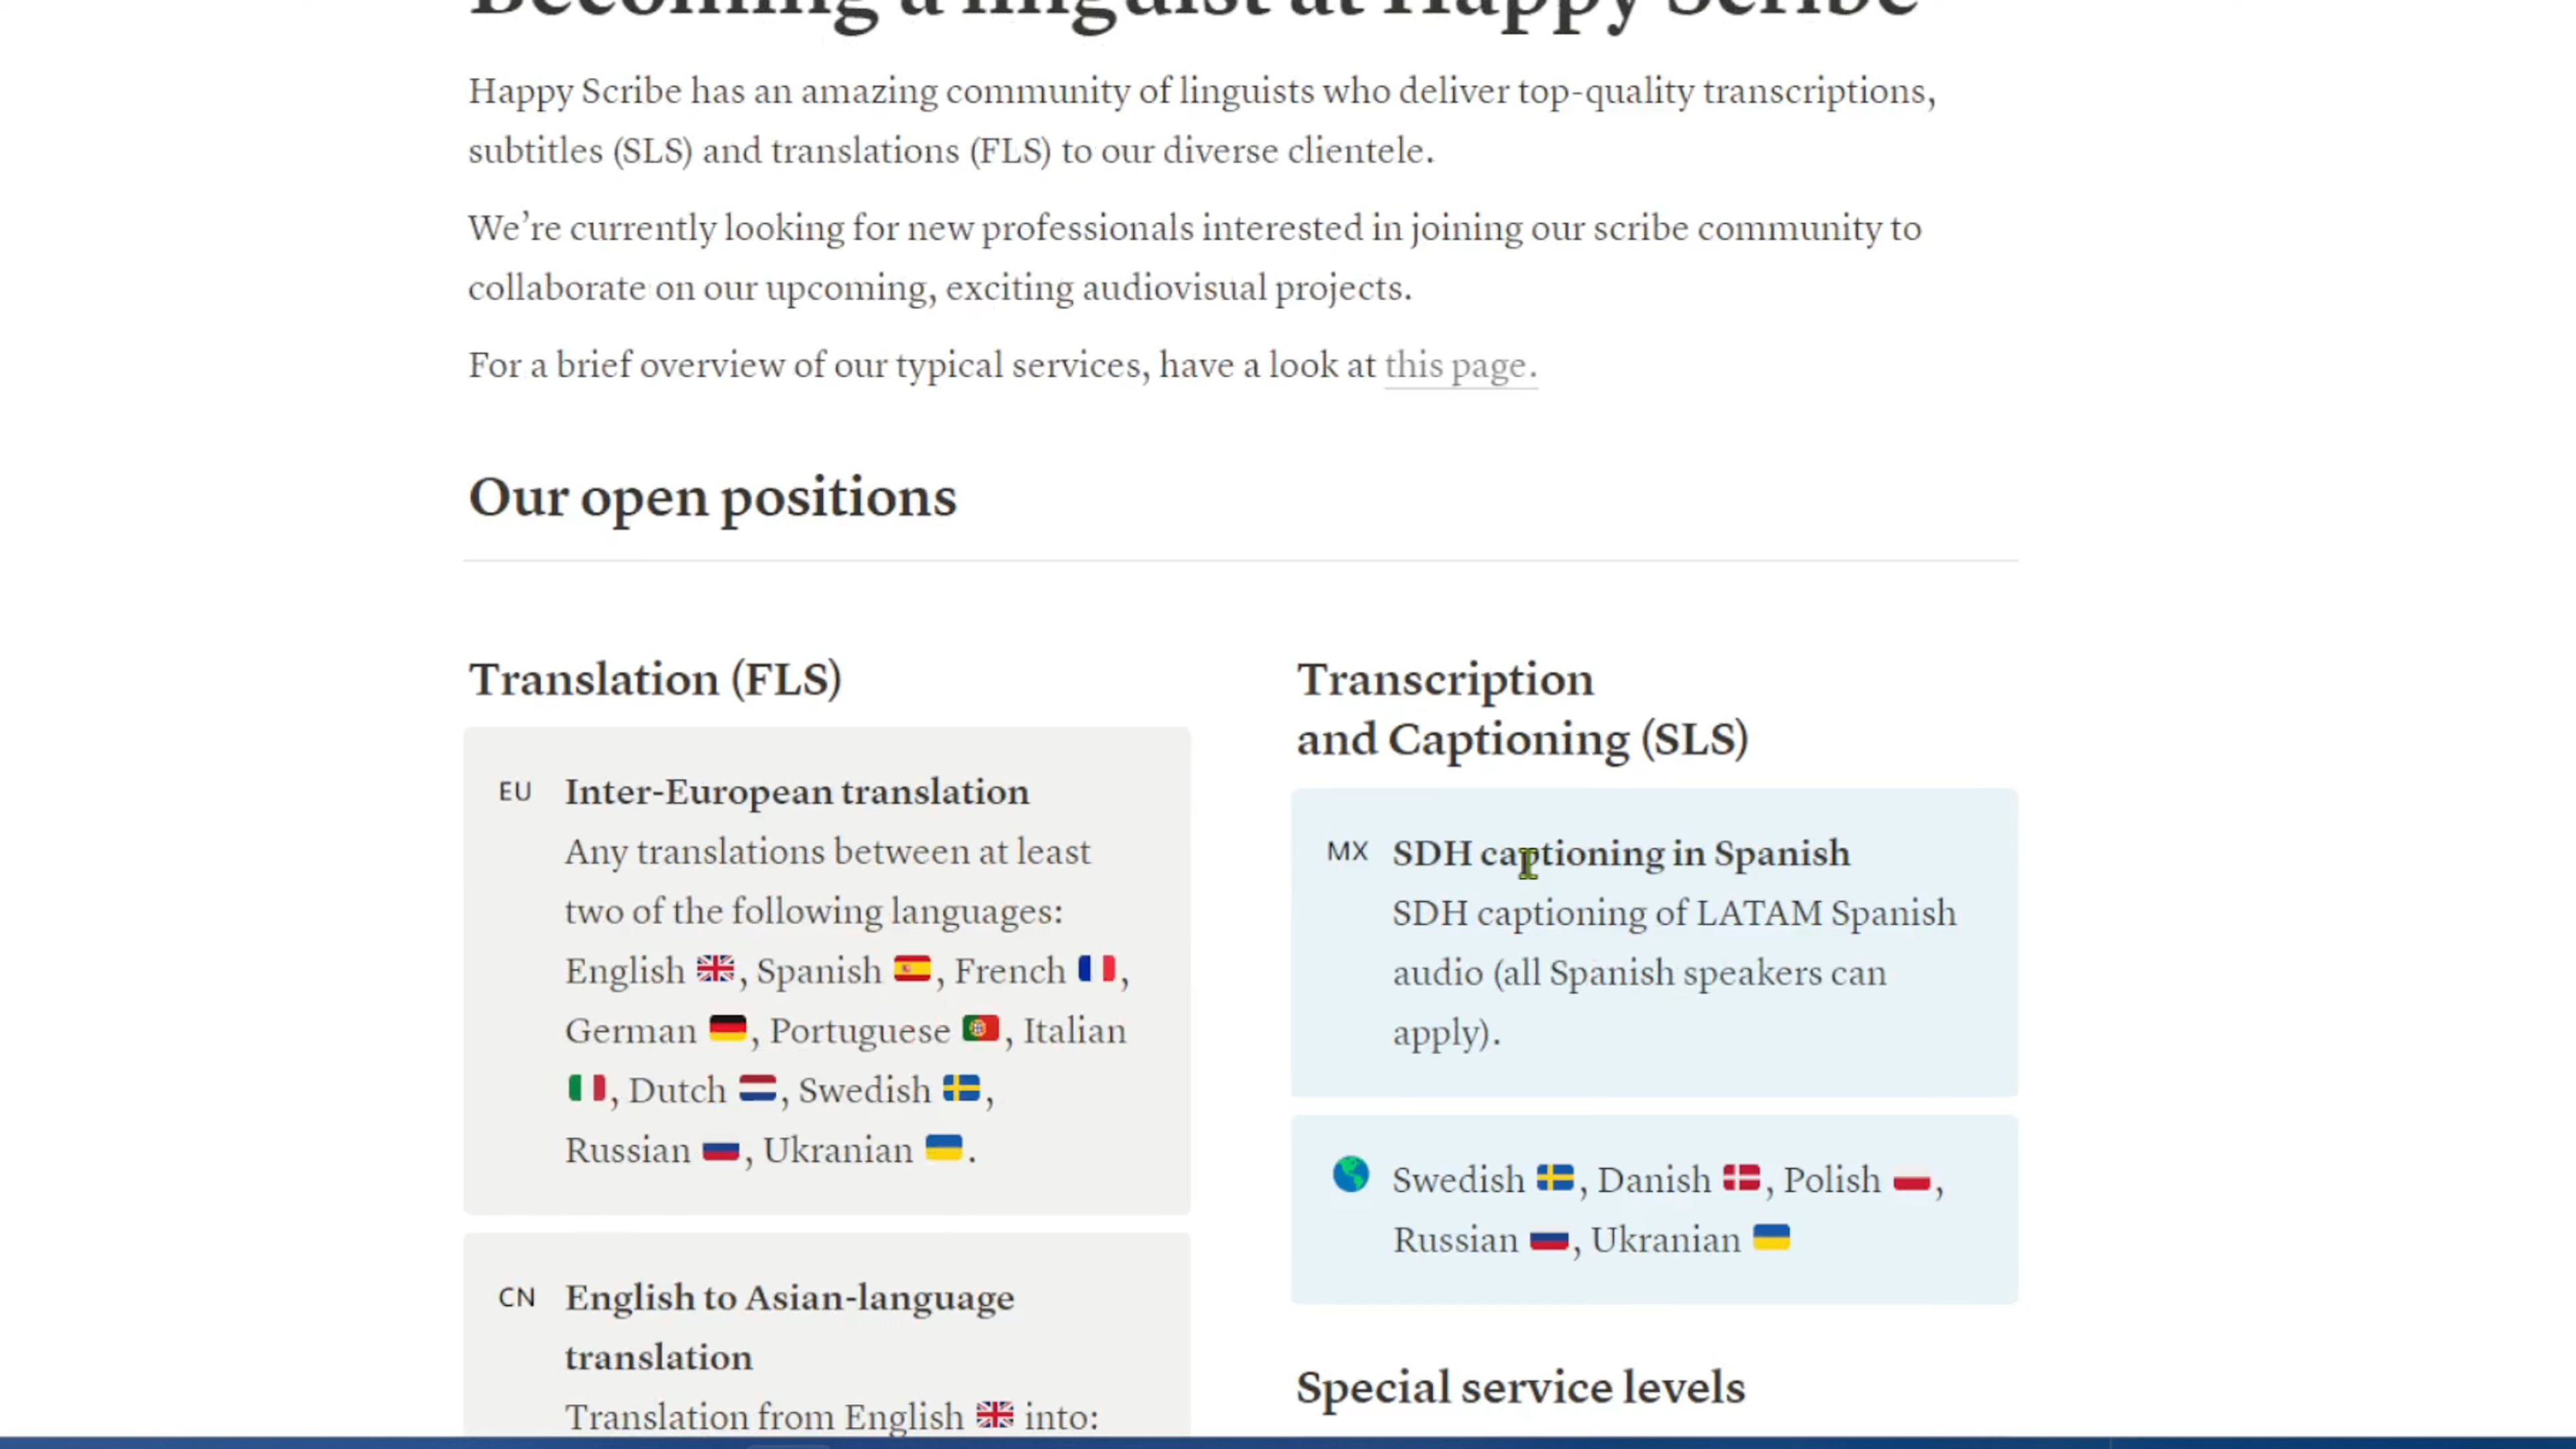 Becoming a linguist at Happy Scribe
Happy Scribe has an amazing community of linguists who deliver top-quality transcriptions,
subtitles (SLS) and translations (FLS) to our diverse clientele.
We’re currently looking for new professionals interested in joining our scribe community to
collaborate on our upcoming, exciting audiovisual projects.
For a brief overview of our typical services, have a look at this page.
Our open positions
Translation (FLS)
EU Inter-European translation
Any translations between at least
two of the following languages:
English 🇬🇧, Spanish 🇪🇸, French 🇫🇷,
German 🇩🇪, Portuguese 🇵🇹, Italian
🇮🇹, Dutch 🇳🇱, Swedish 🇸🇪,
Russian 🇷🇺, Ukranian 🇺🇦.
CN English to Asian-language
translation
Translation from English 🇬🇧 into:
Transcription
and Captioning (SLS)
MX SDH captioning in Spanish
SDH captioning of LATAM Spanish
audio (all Spanish speakers can
apply).
Swedish 🇸🇪, Danish 🇩🇰, Polish 🇵🇱,
Russian 🇷🇺, Ukranian 🇺🇦
Special service levels